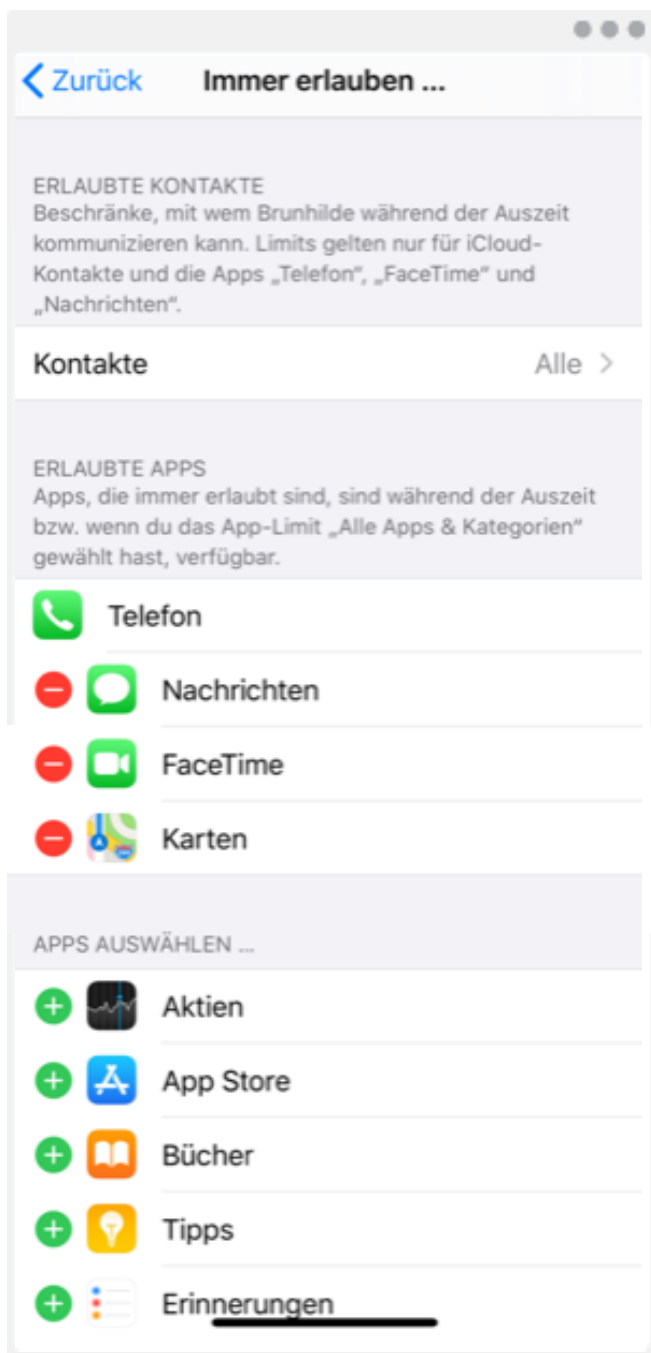 Zurück
Immer erlauben ...
ERLAUBTE KONTAKTE
Beschränke, mit wem Brunhilde während der Auszeit
kommunizieren kann. Limits gelten nur für iCloud-
Kontakte und die Apps „Telefon“, „FaceTime“ und
„Nachrichten“.
Kontakte
Alle
ERLAUBTE APPS
Apps, die immer erlaubt sind, sind während der Auszeit
bzw. wenn du das App-Limit „Alle Apps & Kategorien“
gewählt hast, verfügbar.
Telefon
Nachrichten
FaceTime
Karten
APPS AUSWÄHLEN ...
Aktien
App Store
Bücher
Tipps
Erinnerungen